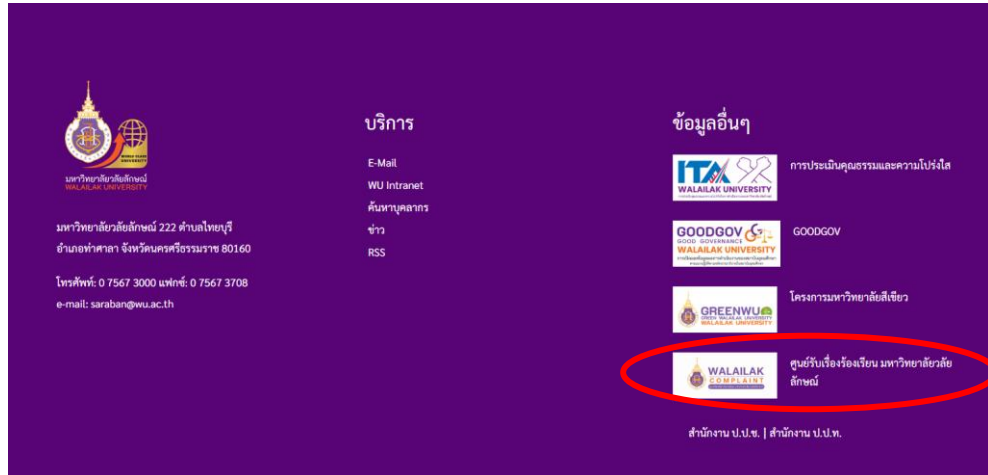 WORLD CLASS
UNIVERSITY
มหาวิทยาลัยวลัยลักษณ์
WALAILAK UNIVERSITY
มหาวิทยาลัยวลัยลักษณ์ 222 ตำบลไทยบุรี
อำเภอท่าศาลา จังหวัดนครศรีธรรมราช 80160
โทรศัพท์: 0 7567 3000 แฟกซ์: 0 7567 3708
e-mail: saraban@wu.ac.th
บริการ
E-Mail
WU Intranet
ค้นหาบุคลากร
ข่าว
RSS
ข้อมูลอื่นๆ
ITA
WALAILAK UNIVERSITY
การประเมินคุณธรรมและความโปร่งใส
GOODGOV
GOOD GOVERNANCE
WALAILAK UNIVERSITY
GOODGOV
GREENWU
GREEN WALAILAK UNIVERSITY
WALAILAK UNIVERSITY
โครงการมหาวิทยาลัยสีเขียว
WALAILAK
COMPLAINT
ศูนย์รับเรื่องร้องเรียน มหาวิทยาลัยวลัย
ลักษณ์
สำนักงาน ป.ป.ช. | สำนักงาน ป.ป.ท.